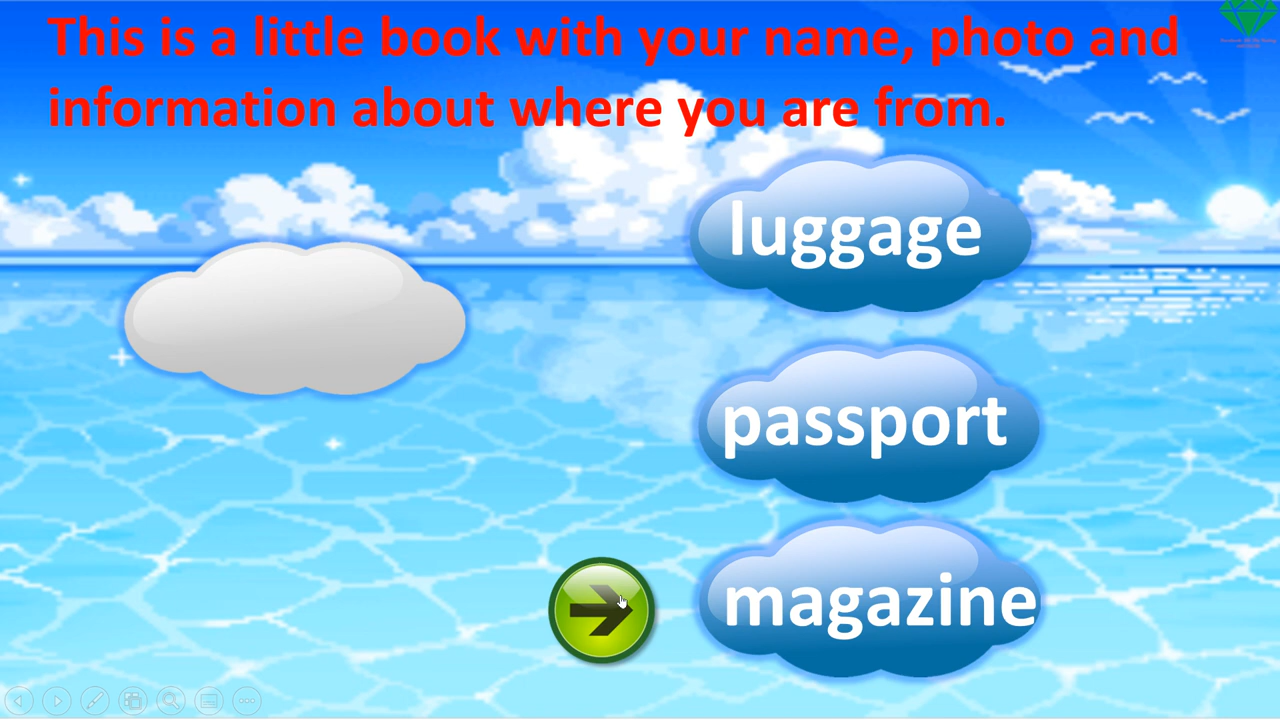 This is a little book with your name, photo and
information about where you are from.
luggage
passport
magazine